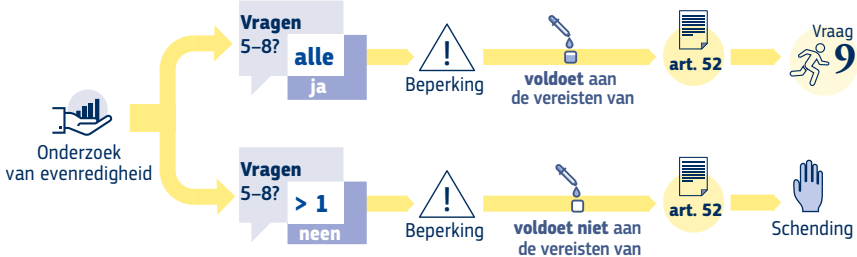 Onderzoek
van evenredigheid
Vragen
5–8?
alle
ja
Beperking
voldoet aan
de vereisten van
art. 52
Vraag
9
Vragen
5–8?
> 1
neen
Beperking
voldoet niet aan
de vereisten van
art. 52
Schending